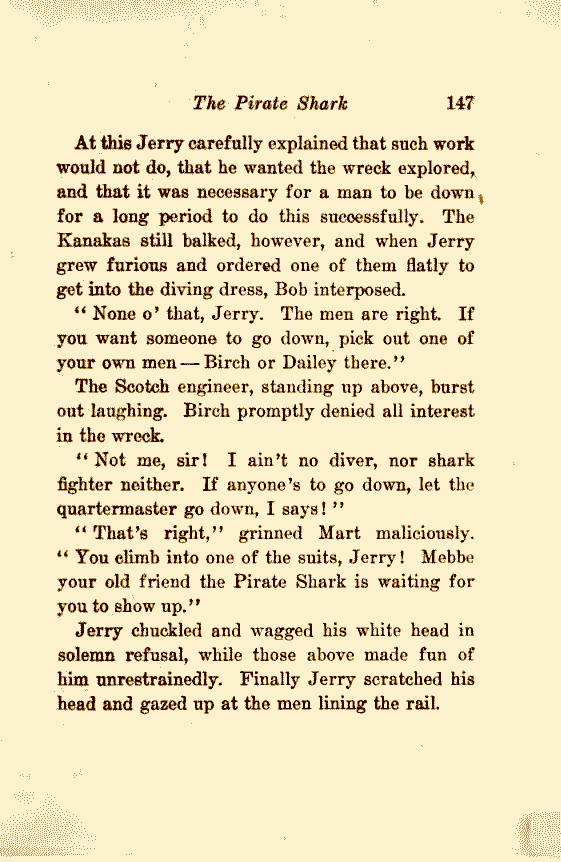 The Pirate Shark 147
At this Jerry carefully explained that such work
would not do, that he wanted the wreck explored,
and that it was necessary for a man to be down,
for a long period to do this successfully. The
Kanakas still balked, however, and when Jerry
grew furious and ordered one of them flatly to
get into the diving dress, Bob interposed.
“ None o’ that, Jerry. The men are right. If
you want someone to go down, pick out one of
your own men — Birch or Dailey there.”
The Scotch engineer, standing up above, burst
out laughing. Birch promptly denied all interest
in the wreck.
“ Not me, sir! I ain’t no diver, nor shark
fighter neither. If anyone’s to go down, let the
quartermaster go down, I says! ”
“ That’s right,” grinned Mart maliciously.
“ You climb into one of the suits, Jerry! Mebbe
your old friend the Pirate Shark is waiting for
you to show up.”
Jerry chuckled and wagged his white head in
solemn refusal, while those above made fun of
him unrestrainedly. Finally Jerry scratched his
head and gazed up at the men lining the rail.